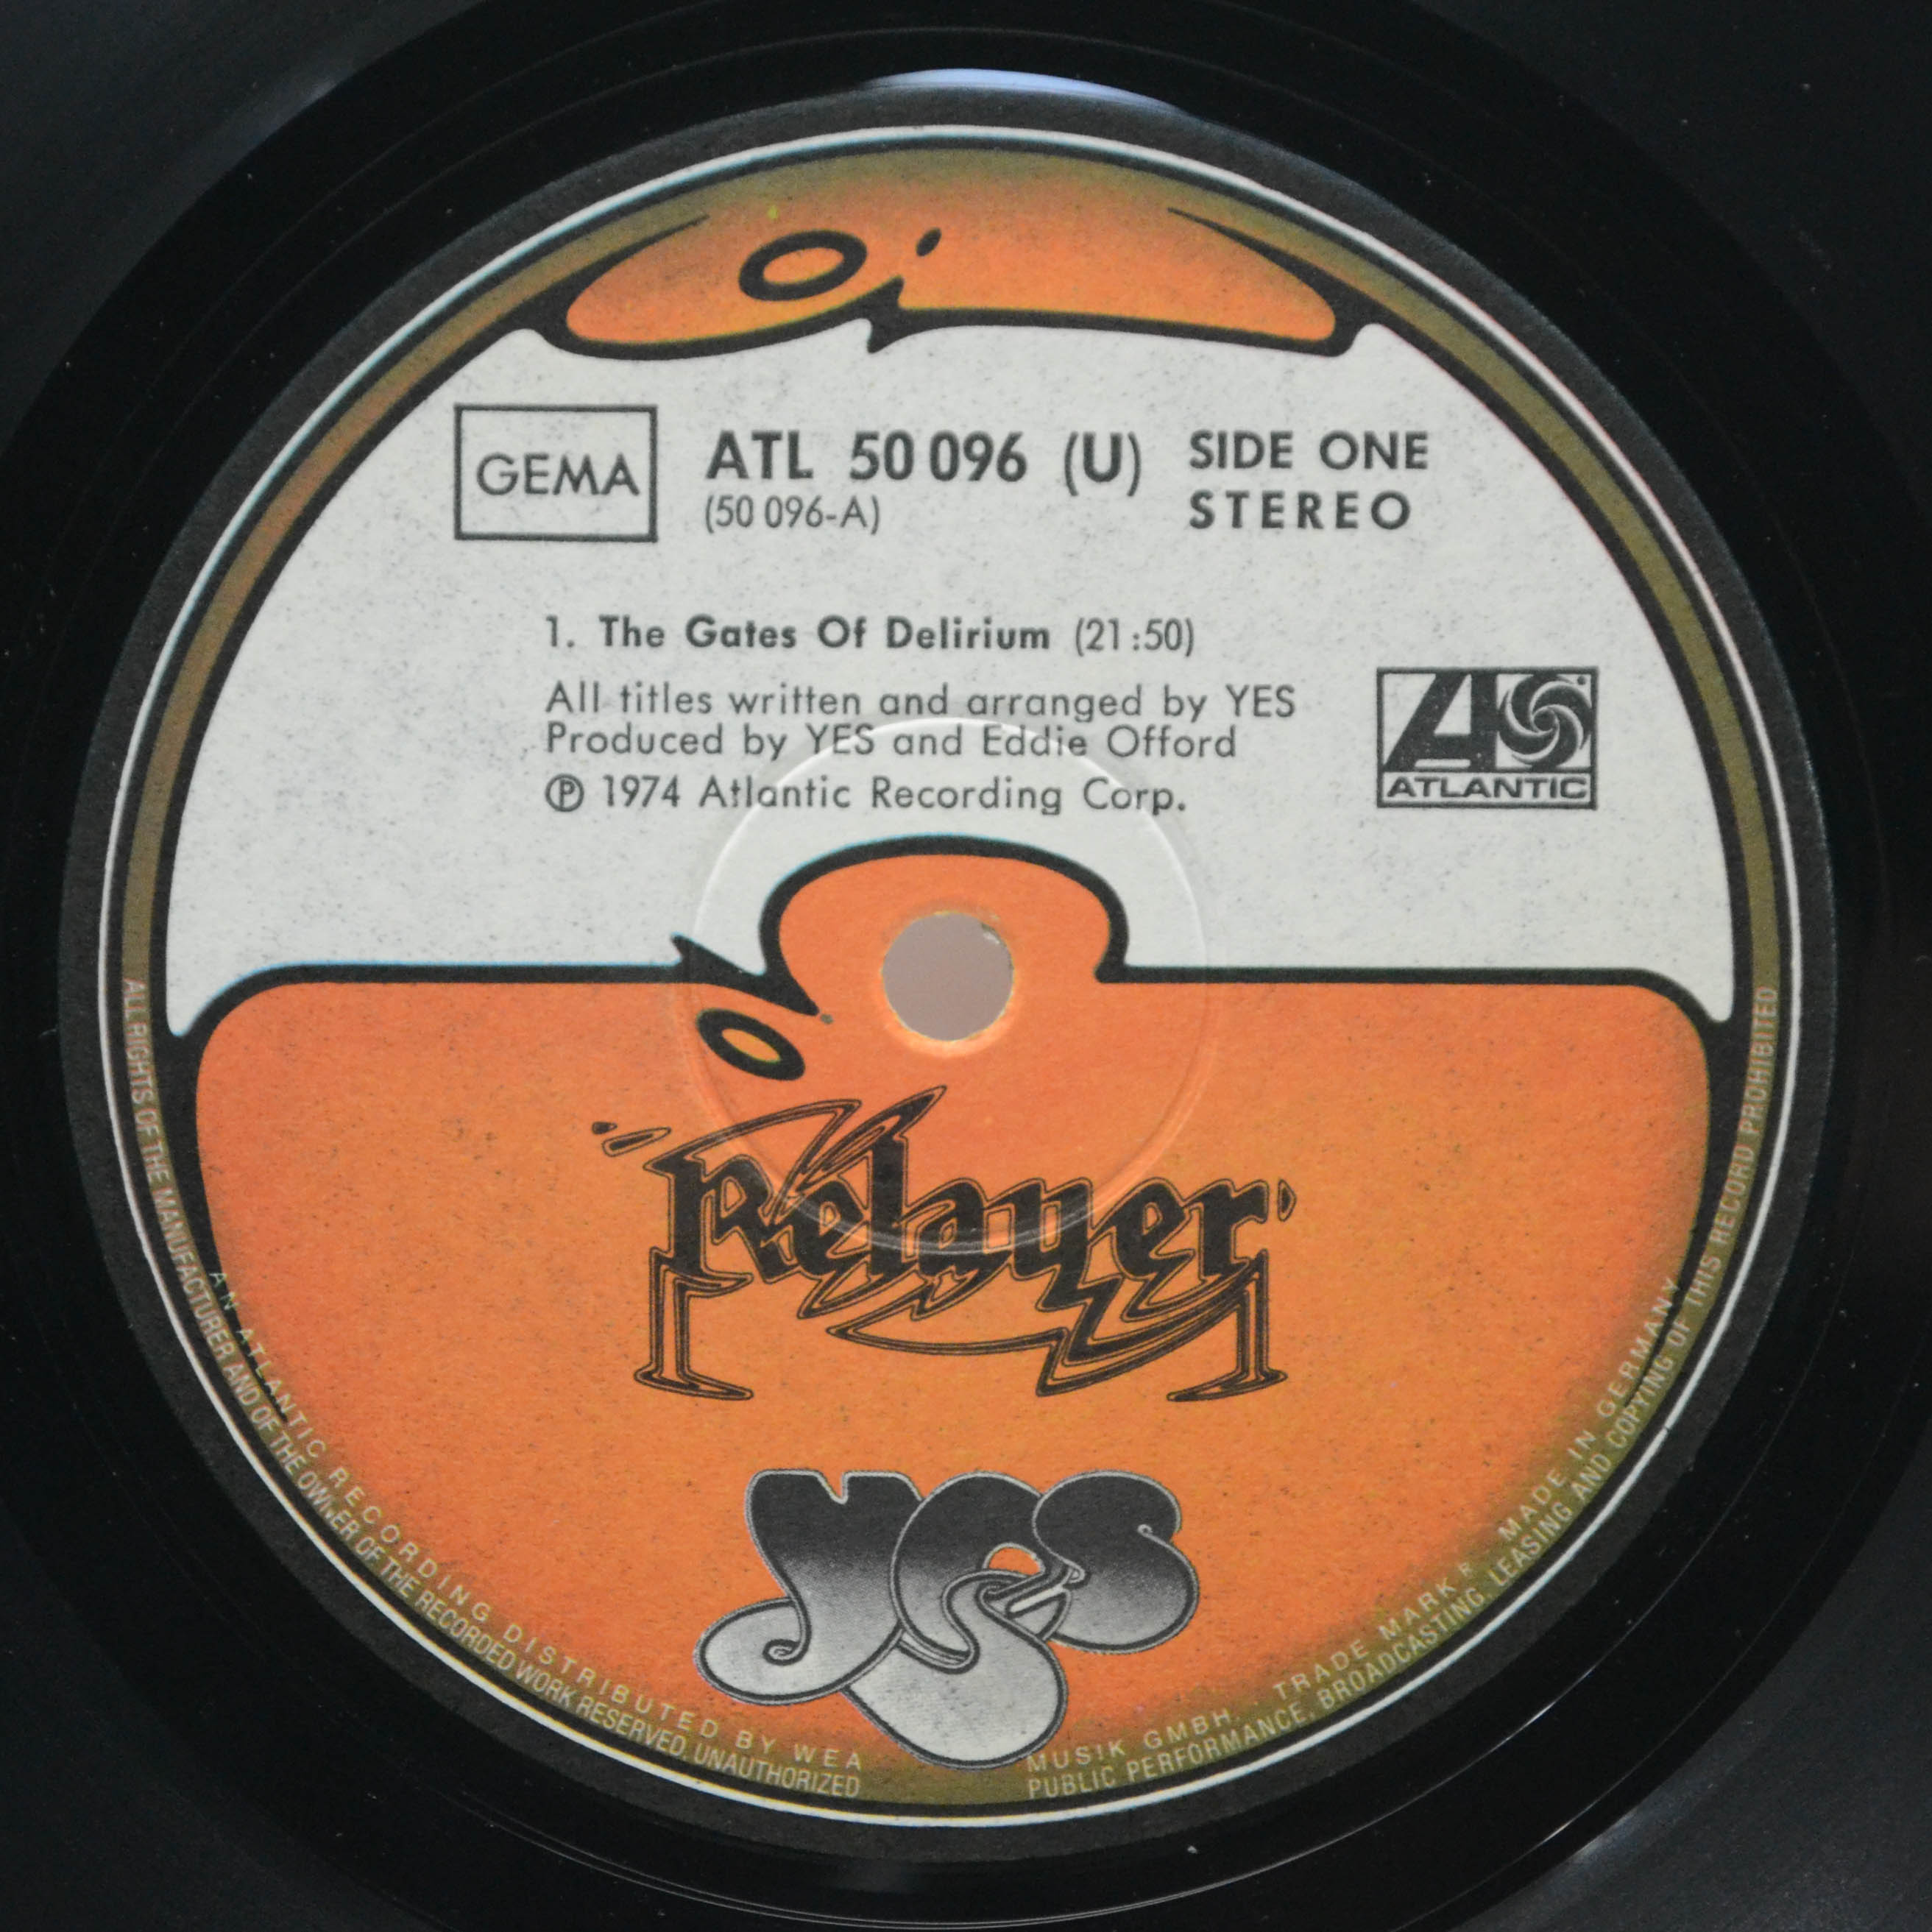 GEMA
ATL 50 096 (U)
(50 096-A)
SIDE ONE
STEREO
1. The Gates Of Delirium (21:50)
All titles written and arranged by YES
Produced by YES and Eddie Offord
Ⓟ 1974 Atlantic Recording Corp.
A
ATLANTIC
Relayer
YES
AN ATLANTIC RECORDING DISTRIBUTED BY WEA MUSIK GMBH. TRADE MARK R MADE IN GERMANY
ALL RIGHTS OF THE MANUFACTURER AND OF THE OWNER OF THE RECORDED WORK RESERVED. UNAUTHORIZED PUBLIC PERFORMANCE, BROADCASTING, LEASING AND COPYING OF THIS RECORD PROHIBITED